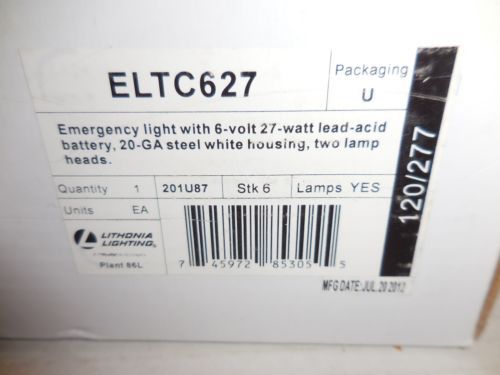 ELTC627
Packaging
U
Emergency light with 6-volt 27-watt lead-acid
battery, 20-GA steel white housing, two lamp
heads.
Quantity 1 201U87 Stk 6 Lamps YES
Units EA
120/277
LITHONIA
LIGHTING®
Plant 86L
7 45972 85305 5
MFG DATE:JUL.20 2012